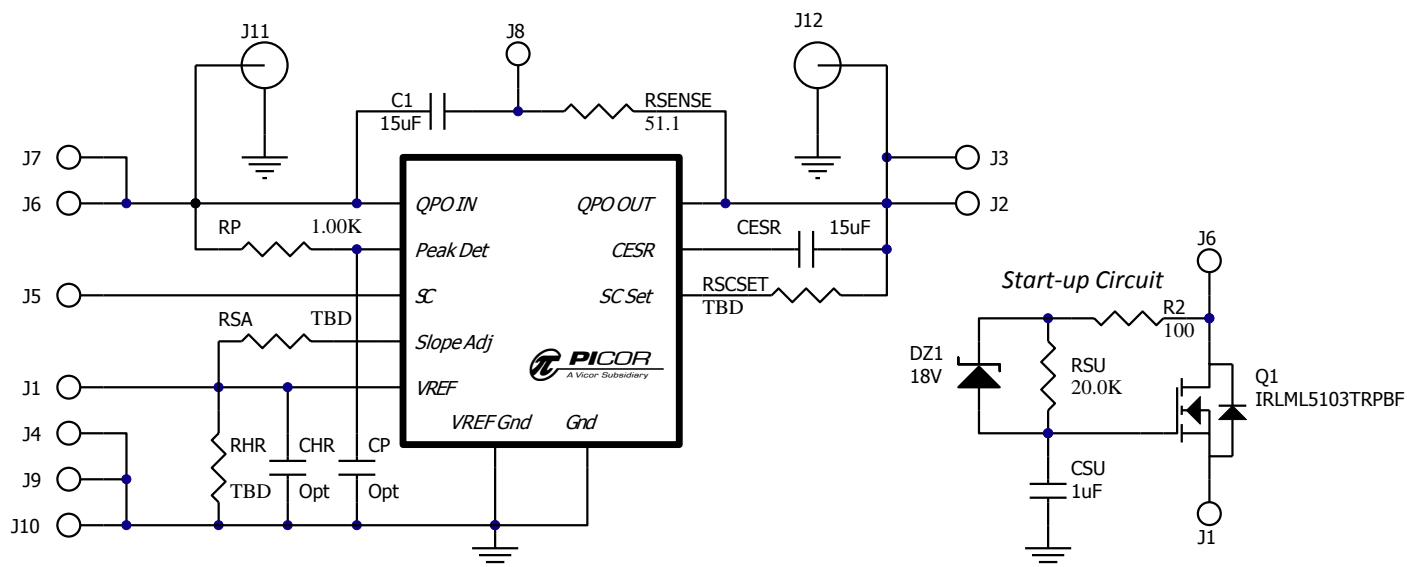 J11
J8
J12
C1
15uF
RSENSE
51.1
J7
J3
J6
QPO IN
QPO OUT
J2
RP
1.00K
Peak Det
CESR
CESR
15uF
J5
SC
SC Set
RSCSET
TBD
RSA
TBD
Slope Adj
PICOR
A Vicor Subsidiary
J1
VREF
VREF Gnd
Gnd
J4
RHR
TBD
CHR
Opt
CP
Opt
J9
J10
Start-up Circuit
J6
R2
100
DZ1
18V
RSU
20.0K
Q1
IRLML5103TRPBF
CSU
1uF
J1